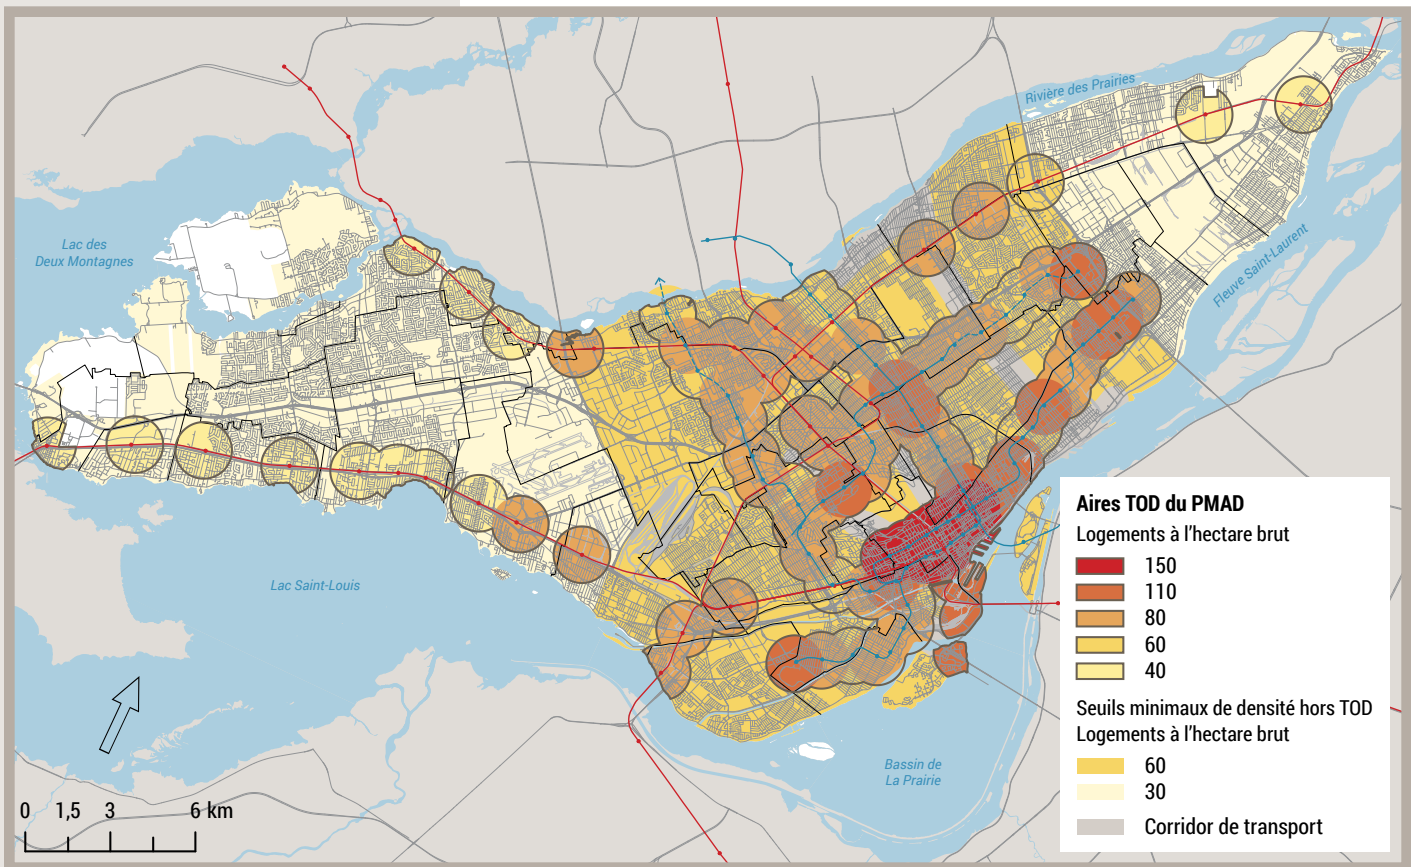 Rivière des Prairies
Lac des
Deux Montagnes
Fleuve Saint-Laurent
Lac Saint-Louis
Bassin de
La Prairie
0 1,5 3 6 km
Aires TOD du PMAD
Logements à l'hectare brut
150
110
80
60
40
Seuils minimaux de densité hors TOD
Logements à l'hectare brut
60
30
Corridor de transport